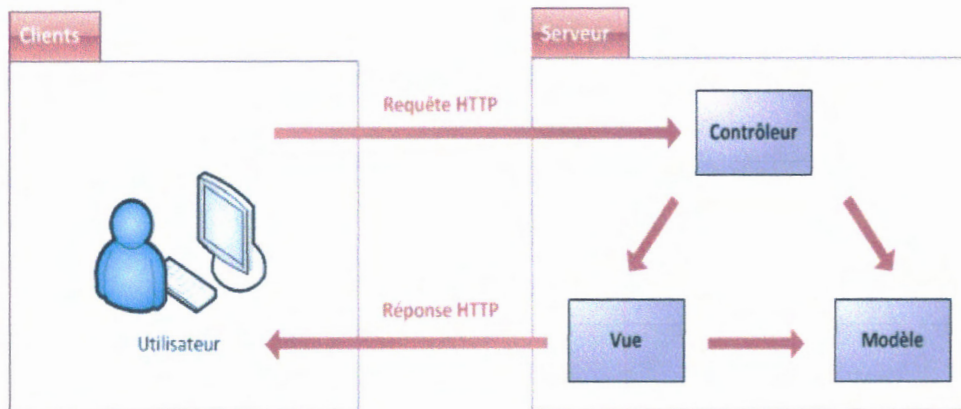 Clients
Serveur
Requête HTTP
Contrôleur
Réponse HTTP
Utilisateur
Vue
Modèle